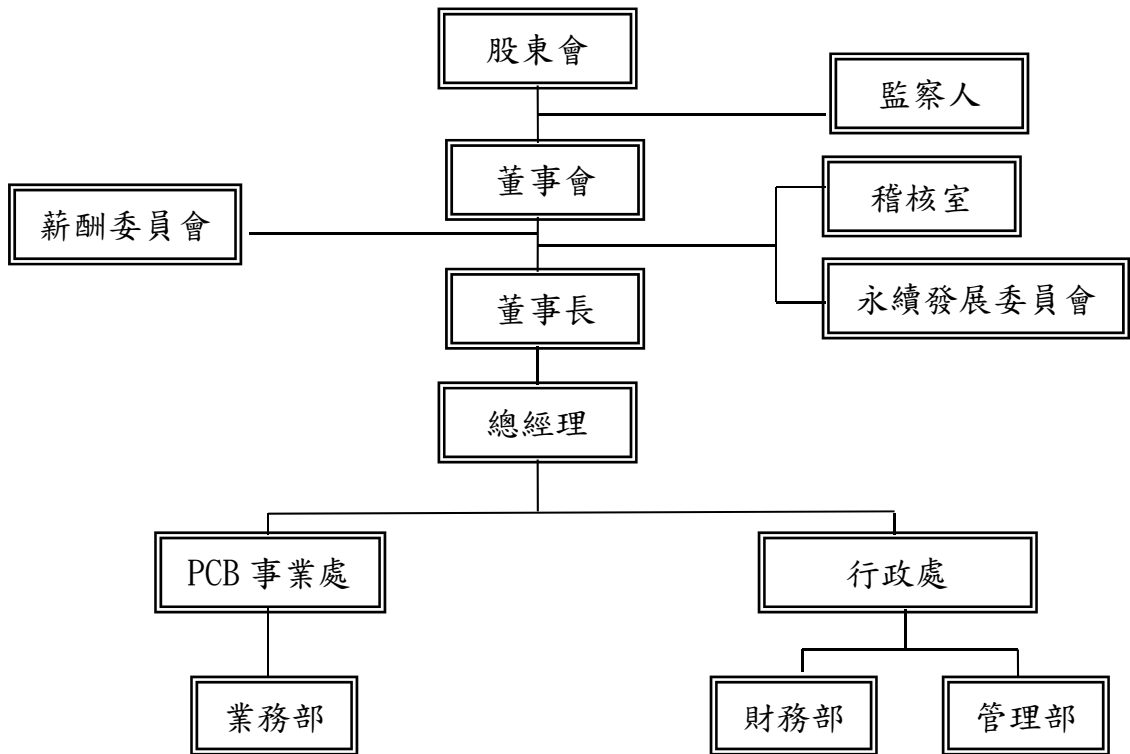 股東會
監察人
董事會
稽核室
薪酬委員會
永續發展委員會
董事長
總經理
PCB 事業處
行政處
業務部
財務部
管理部